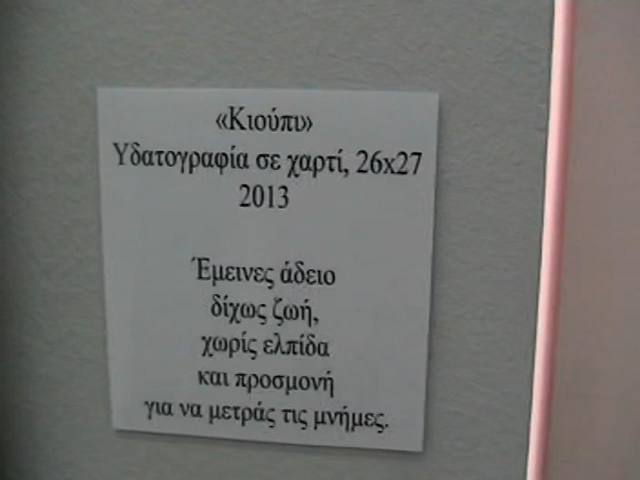 «Κιούπι»
Υδατογραφία σε χαρτί, 26x27
2013
Έμεινες άδειο
δίχως ζωή,
χωρίς ελπίδα
και προσμονή
για να μετράς τις μνήμες.